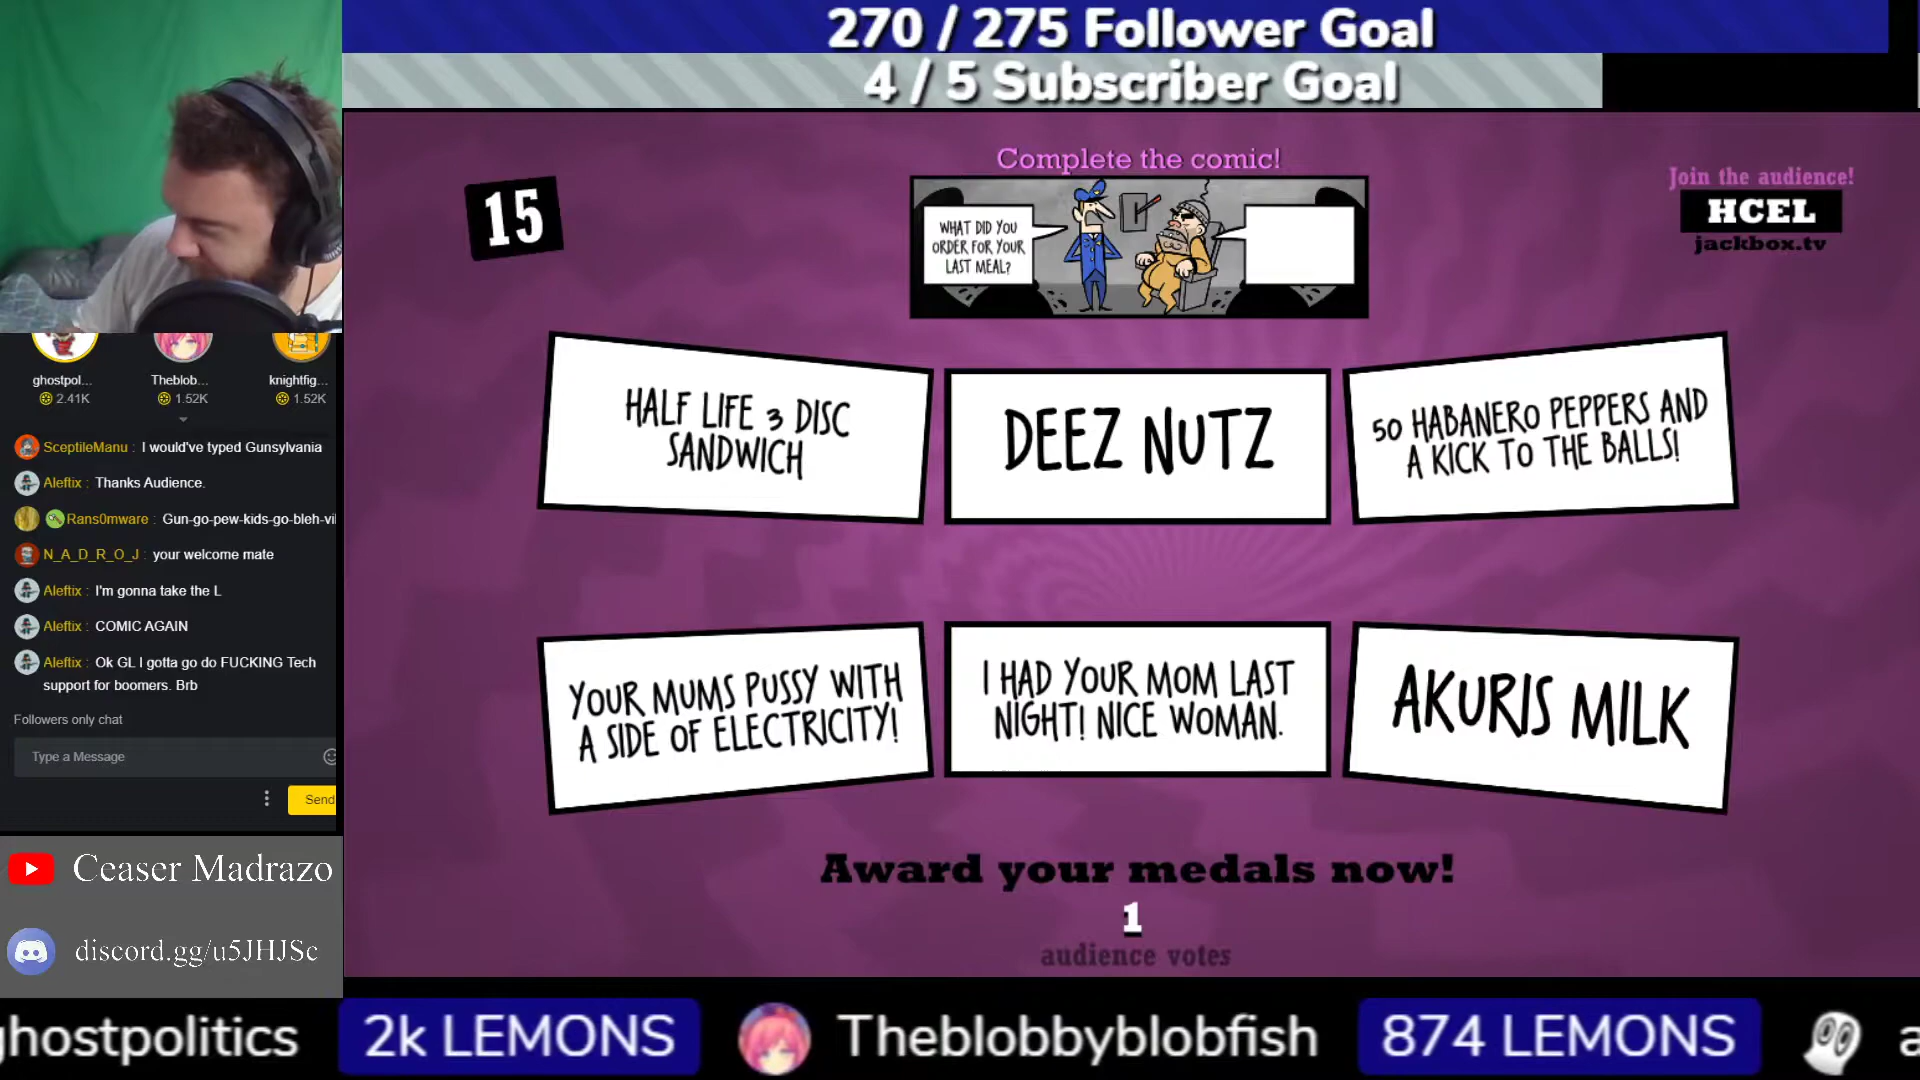 270 / 275 Follower Goal
4 / 5 Subscriber Goal
Complete the comic!
15
WHAT DID YOU
ORDER FOR YOUR
LAST MEAL?
Join the audience!
HCEL
jackbox.tv
HALF LIFE 3 DISC
SANDWICH
DEEZ NUTZ
50 HABANERO PEPPERS AND
A KICK TO THE BALLS!
YOUR MUMS PUSSY WITH
A SIDE OF ELECTRICITY!
I HAD YOUR MOM LAST
NIGHT! NICE WOMAN.
AKURIS MILK
Award your medals now!
1
audience votes
ghostpol...
Theblob...
knightfig...
2.41K
1.52K
1.52K
SceptileManu : I would've typed Gunsylvania
Aleftix : Thanks Audience.
Rans0mware : Gun-go-pew-kids-go-bleh-vil
N_A_D_R_O_J : your welcome mate
Aleftix : I'm gonna take the L
Aleftix : COMIC AGAIN
Aleftix : Ok GL I gotta go do FUCKING Tech
support for boomers. Brb
Followers only chat
Type a Message
Send
Ceaser Madrazo
discord.gg/u5JHJSc
ghostpolitics
2k LEMONS
Theblobbyblobfish
874 LEMONS
a